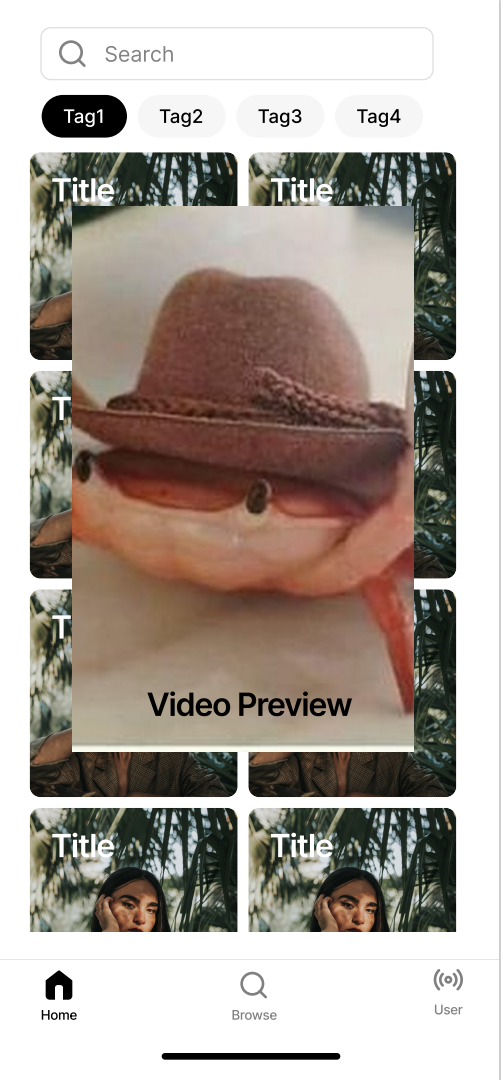 Search
Tag1 Tag2 Tag3 Tag4
Title Title
T
T
Video Preview
Title Title
Home Browse User